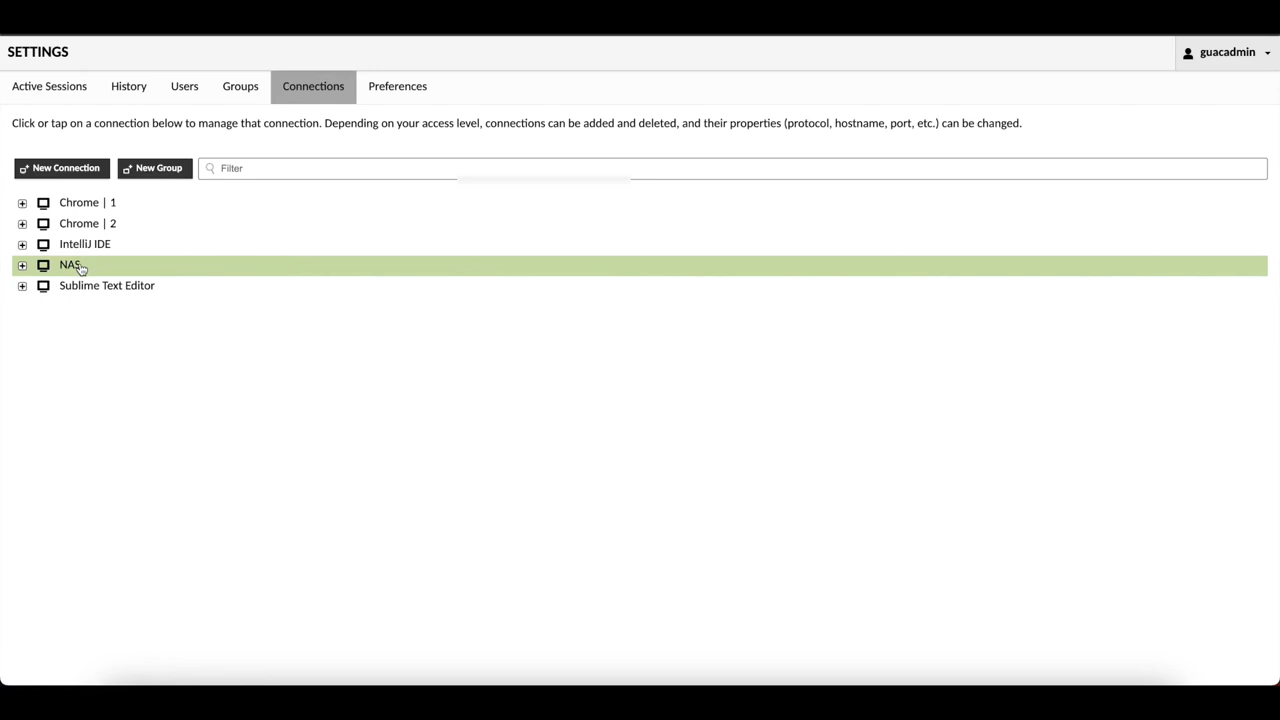 SETTINGS
guacadmin
Active Sessions History Users Groups Connections Preferences
Click or tap on a connection below to manage that connection. Depending on your access level, connections can be added and deleted, and their properties (protocol, hostname, port, etc.) can be changed.
New Connection New Group Filter
Chrome | 1
Chrome | 2
IntelliJ IDE
NAS
Sublime Text Editor